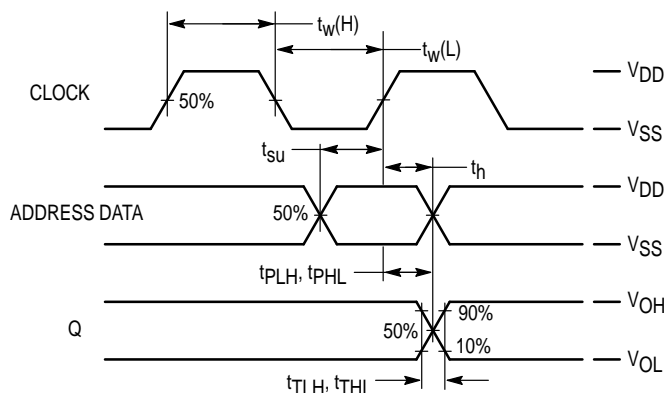 tw(H)
tw(L)
CLOCK
50%
VDD
VSS
tsu
th
ADDRESS DATA
50%
VDD
VSS
tPLH, tPHL
Q
50%
90%
10%
VOH
VOL
tTLH, tTHL